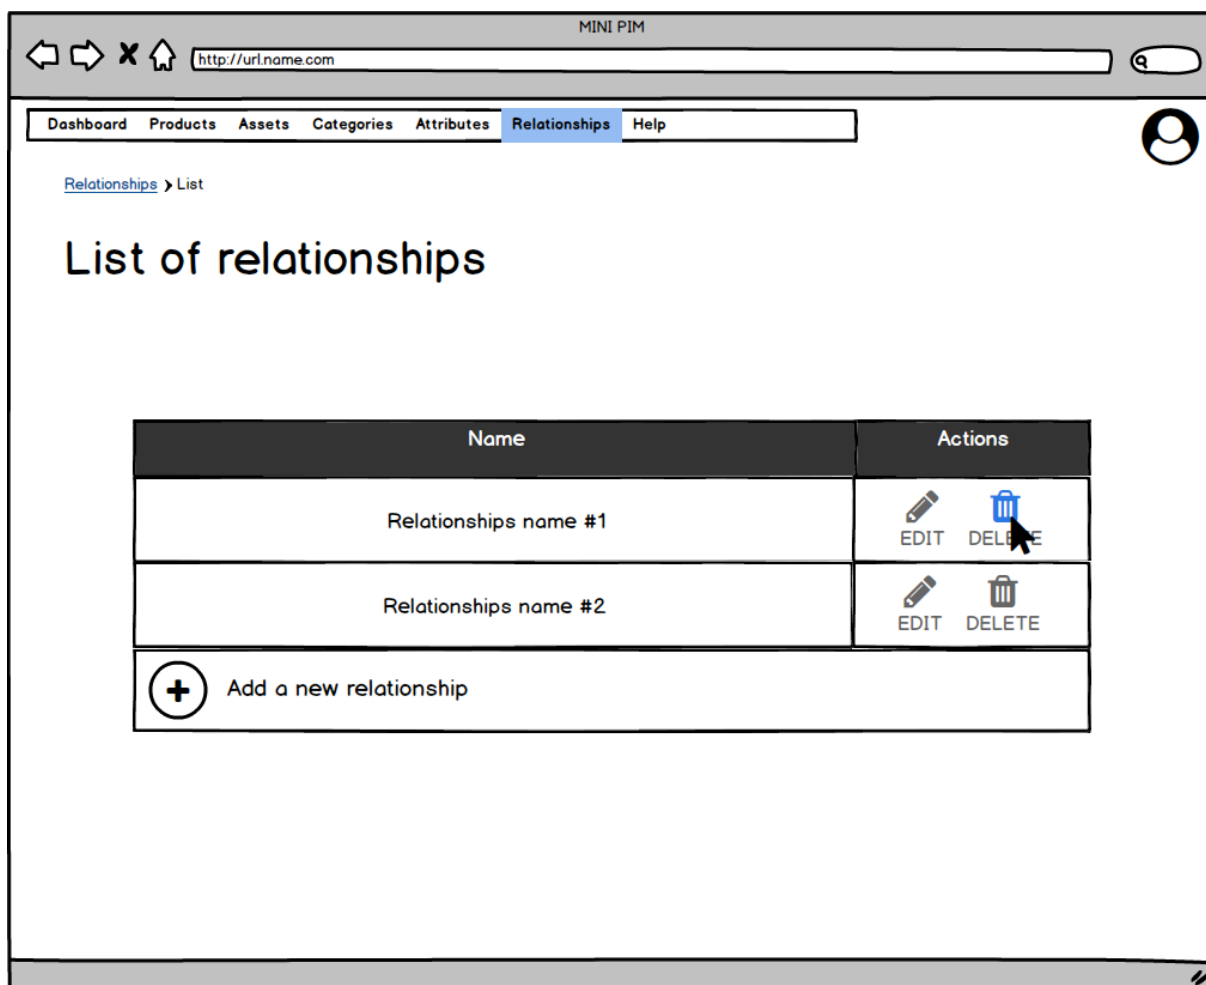 MINI PIM
http://url.name.com
Dashboard Products Assets Categories Attributes Relationships Help
Relationships > List
List of relationships
Name Actions
Relationships name #1
EDIT DELETE
Relationships name #2
EDIT DELETE
Add a new relationship